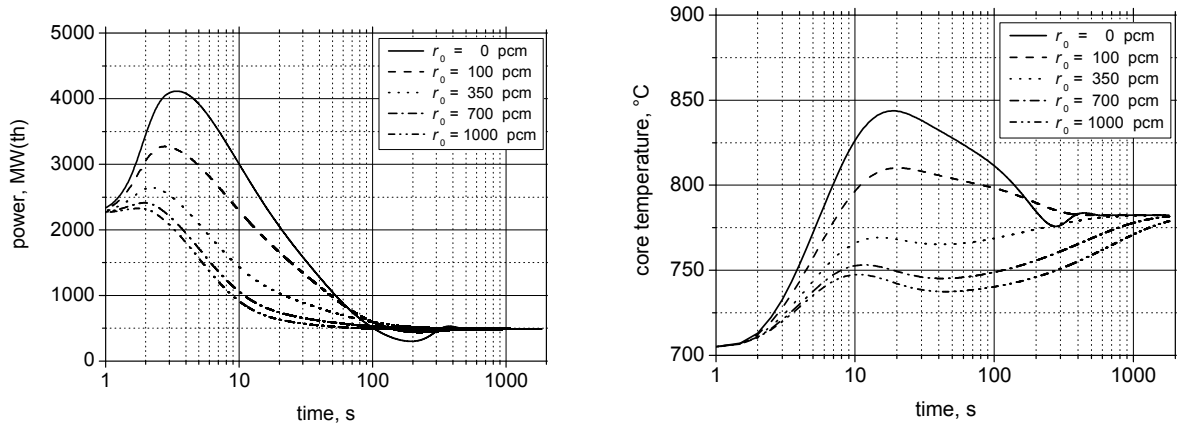 5000
4000
3000
2000
1000
0
power, MW(th)
1
10
100
1000
time, s
r₀ = 0 pcm
r₀ = 100 pcm
r₀ = 350 pcm
r₀ = 700 pcm
r₀ = 1000 pcm
900
850
800
750
700
core temperature, °C
1
10
100
1000
time, s
r₀ = 0 pcm
r₀ = 100 pcm
r₀ = 350 pcm
r₀ = 700 pcm
r₀ = 1000 pcm